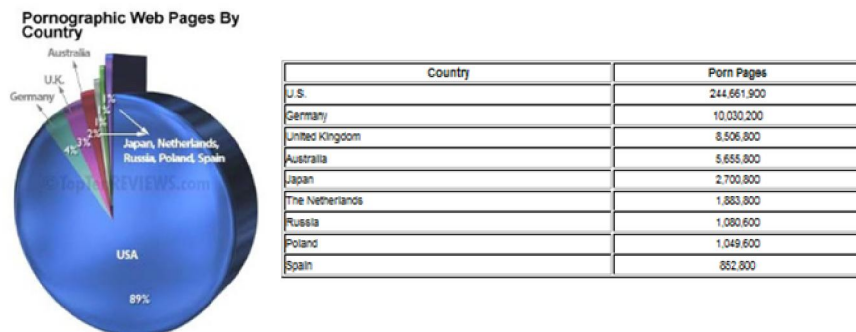 Pornographic Web Pages By
Country
Australia
U.K.
Germany
1%
1%
1%
2%
3%
4%
Japan, Netherlands,
Russia, Poland, Spain
©TopTenREVIEWS.com
USA
89%
Country Porn Pages
U.S. 244,661,900
Germany 10,030,200
United Kingdom 8,506,800
Australia 5,655,800
Japan 2,700,800
The Netherlands 1,883,800
Russia 1,080,600
Poland 1,049,600
Spain 852,800